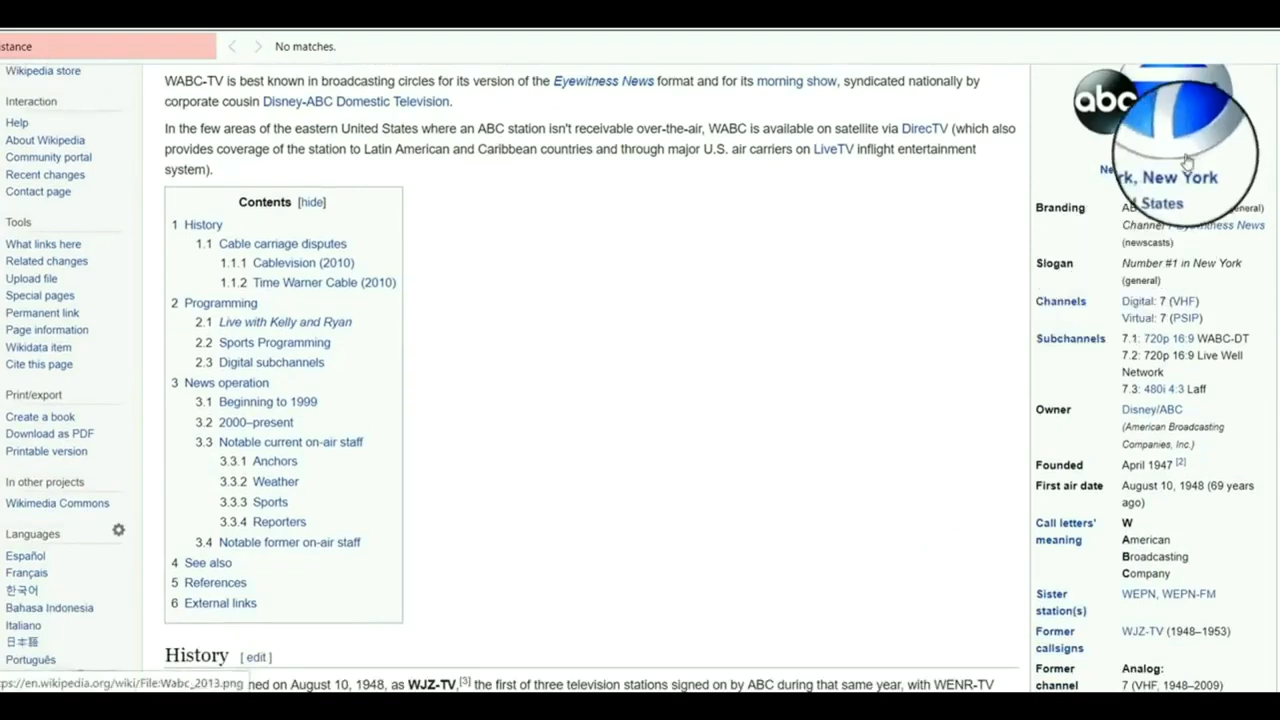 stance
No matches.
Wikipedia store
Interaction
Help
About Wikipedia
Community portal
Recent changes
Contact page
Tools
What links here
Related changes
Upload file
Special pages
Permanent link
Page information
Wikidata item
Cite this page
Print/export
Create a book
Download as PDF
Printable version
In other projects
Wikimedia Commons
Languages
Español
Français
한국어
Bahasa Indonesia
Italiano
日本語
Português
ps://en.wikipedia.org/wiki/File:Wabc_2013.png
WABC-TV is best known in broadcasting circles for its version of the Eyewitness News format and for its morning show, syndicated nationally by
corporate cousin Disney-ABC Domestic Television.
In the few areas of the eastern United States where an ABC station isn't receivable over-the-air, WABC is available on satellite via DirecTV (which also
provides coverage of the station to Latin American and Caribbean countries and through major U.S. air carriers on LiveTV inflight entertainment
system).
Contents [hide]
1 History
1.1 Cable carriage disputes
1.1.1 Cablevision (2010)
1.1.2 Time Warner Cable (2010)
2 Programming
2.1 Live with Kelly and Ryan
2.2 Sports Programming
2.3 Digital subchannels
3 News operation
3.1 Beginning to 1999
3.2 2000–present
3.3 Notable current on-air staff
3.3.1 Anchors
3.3.2 Weather
3.3.3 Sports
3.3.4 Reporters
3.4 Notable former on-air staff
4 See also
5 References
6 External links
History [ edit ]
ned on August 10, 1948, as WJZ-TV,[3] the first of three television stations signed on by ABC during that same year, with WENR-TV
abc
Ne rk, New York
States
Branding AB general)
Channel Eyewitness News
(newscasts)
Slogan Number #1 in New York
(general)
Channels Digital: 7 (VHF)
Virtual: 7 (PSIP)
Subchannels 7.1: 720p 16:9 WABC-DT
7.2: 720p 16:9 Live Well
Network
7.3: 480i 4:3 Laff
Owner Disney/ABC
(American Broadcasting
Companies, Inc.)
Founded April 1947 [2]
First air date August 10, 1948 (69 years
ago)
Call letters' W
meaning American
Broadcasting
Company
Sister WEPN, WEPN-FM
station(s)
Former WJZ-TV (1948–1953)
callsigns
Former Analog:
channel 7 (VHF, 1948–2009)